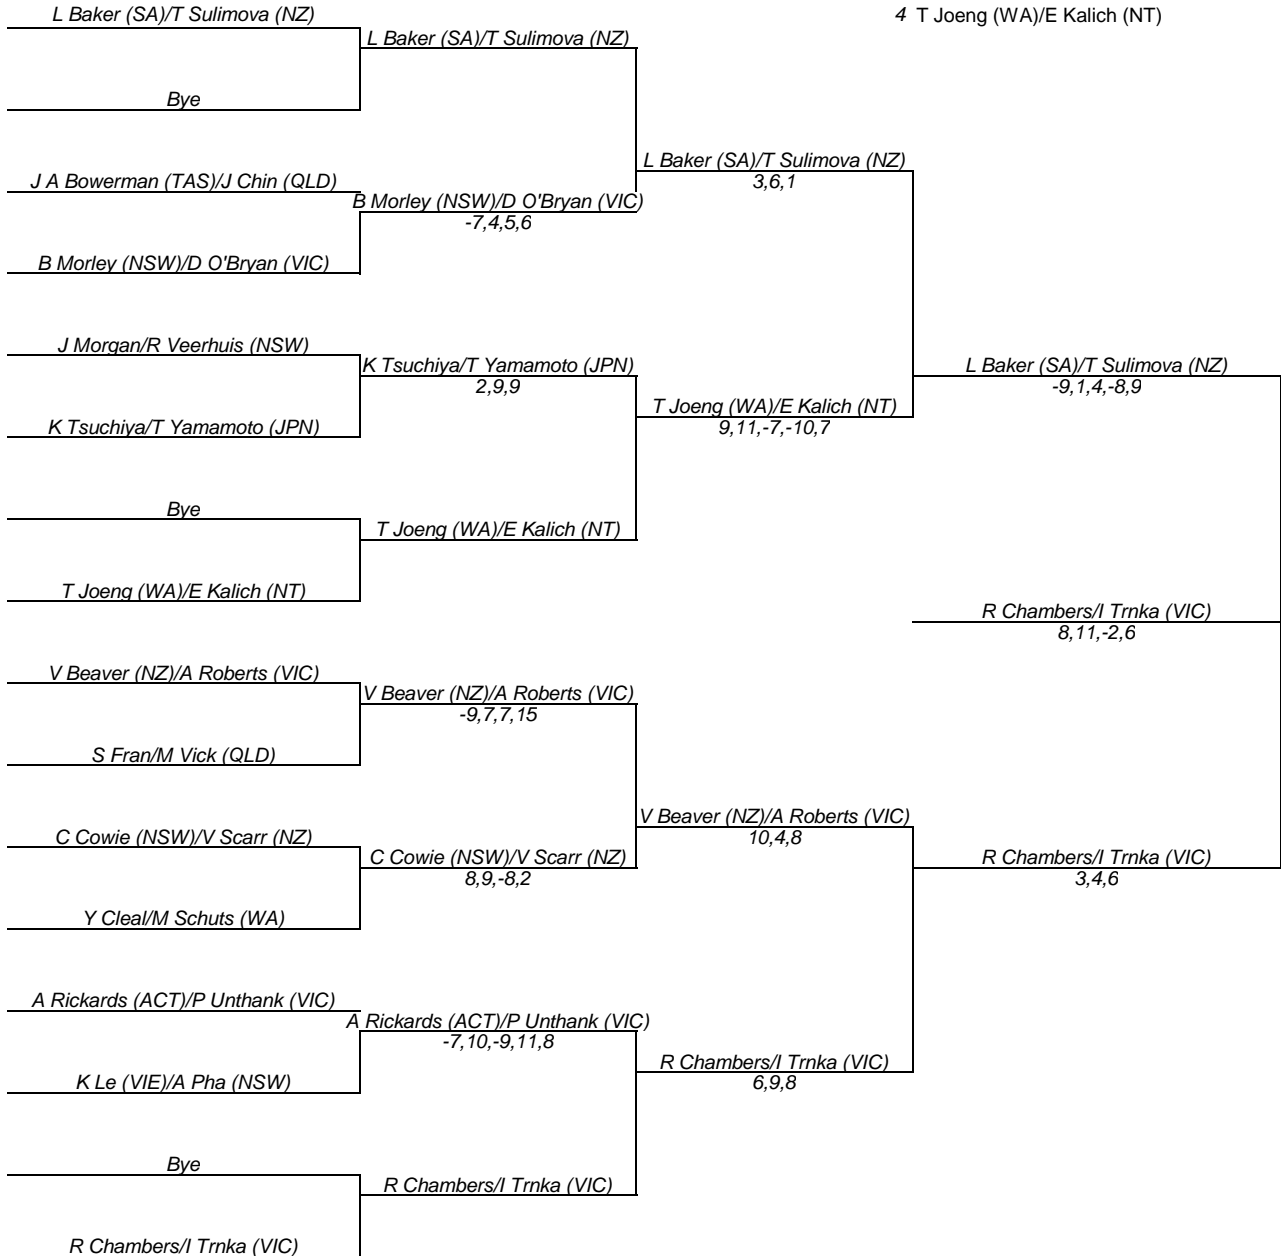 L Baker (SA)/T Sulimova (NZ)
4 T Joeng (WA)/E Kalich (NT)
L Baker (SA)/T Sulimova (NZ)
Bye
L Baker (SA)/T Sulimova (NZ)
3,6,1
J A Bowerman (TAS)/J Chin (QLD)
B Morley (NSW)/D O'Bryan (VIC)
-7,4,5,6
B Morley (NSW)/D O'Bryan (VIC)
J Morgan/R Veerhuis (NSW)
K Tsuchiya/T Yamamoto (JPN)
2,9,9
L Baker (SA)/T Sulimova (NZ)
-9,1,4,-8,9
T Joeng (WA)/E Kalich (NT)
9,11,-7,-10,7
K Tsuchiya/T Yamamoto (JPN)
Bye
T Joeng (WA)/E Kalich (NT)
T Joeng (WA)/E Kalich (NT)
R Chambers/I Trnka (VIC)
8,11,-2,6
V Beaver (NZ)/A Roberts (VIC)
V Beaver (NZ)/A Roberts (VIC)
-9,7,7,15
S Fran/M Vick (QLD)
V Beaver (NZ)/A Roberts (VIC)
10,4,8
C Cowie (NSW)/V Scarr (NZ)
C Cowie (NSW)/V Scarr (NZ)
8,9,-8,2
R Chambers/I Trnka (VIC)
3,4,6
Y Cleal/M Schuts (WA)
A Rickards (ACT)/P Unthank (VIC)
A Rickards (ACT)/P Unthank (VIC)
-7,10,-9,11,8
R Chambers/I Trnka (VIC)
6,9,8
K Le (VIE)/A Pha (NSW)
Bye
R Chambers/I Trnka (VIC)
R Chambers/I Trnka (VIC)